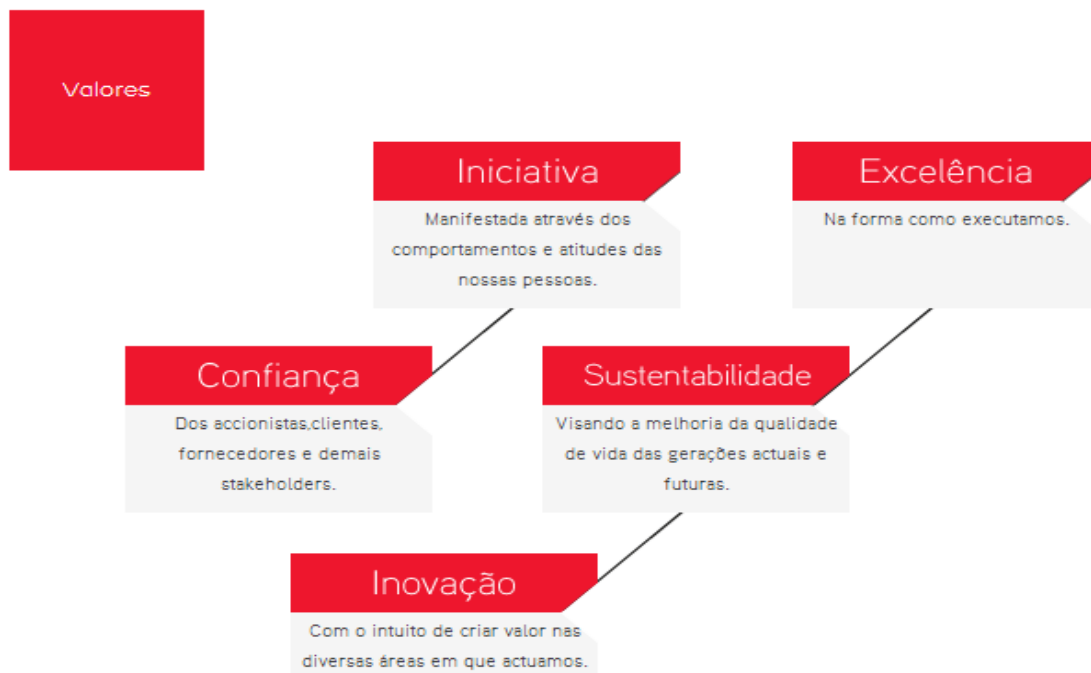 Valores
Iniciativa
Manifestada através dos
comportamentos e atitudes das
nossas pessoas.
Excelência
Na forma como executamos.
Confiança
Dos accionistas,clientes,
fornecedores e demais
stakeholders.
Sustentabilidade
Visando a melhoria da qualidade
de vida das gerações actuais e
futuras.
Inovação
Com o intuito de criar valor nas
diversas áreas em que actuamos.